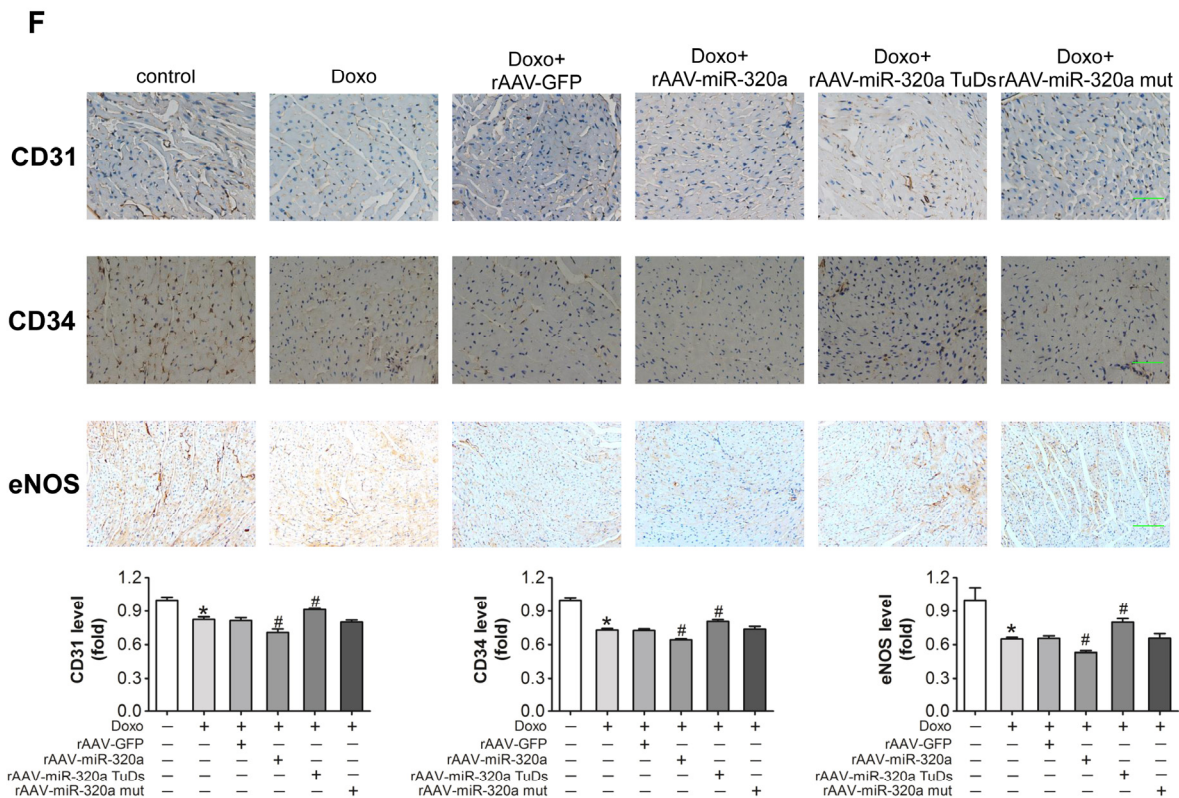 F
control
Doxo
Doxo+
rAAV-GFP
Doxo+
rAAV-miR-320a
Doxo+
rAAV-miR-320a TuDs
Doxo+
rAAV-miR-320a mut
CD31
CD34
eNOS
CD31 level
(fold)
1.2
0.9
0.6
0.3
0.0
*
#
#
Doxo − + + + + +
rAAV-GFP − − + − − −
rAAV-miR-320a − − − + − −
rAAV-miR-320a TuDs − − − − + −
rAAV-miR-320a mut − − − − − +
CD34 level
(fold)
1.2
0.9
0.6
0.3
0.0
*
#
#
Doxo − + + + + +
rAAV-GFP − − + − − −
rAAV-miR-320a − − − + − −
rAAV-miR-320a TuDs − − − − + −
rAAV-miR-320a mut − − − − − +
eNOS level
(fold)
1.2
0.9
0.6
0.3
0.0
*
#
#
Doxo − + + + + +
rAAV-GFP − − + − − −
rAAV-miR-320a − − − + − −
rAAV-miR-320a TuDs − − − − + −
rAAV-miR-320a mut − − − − − +